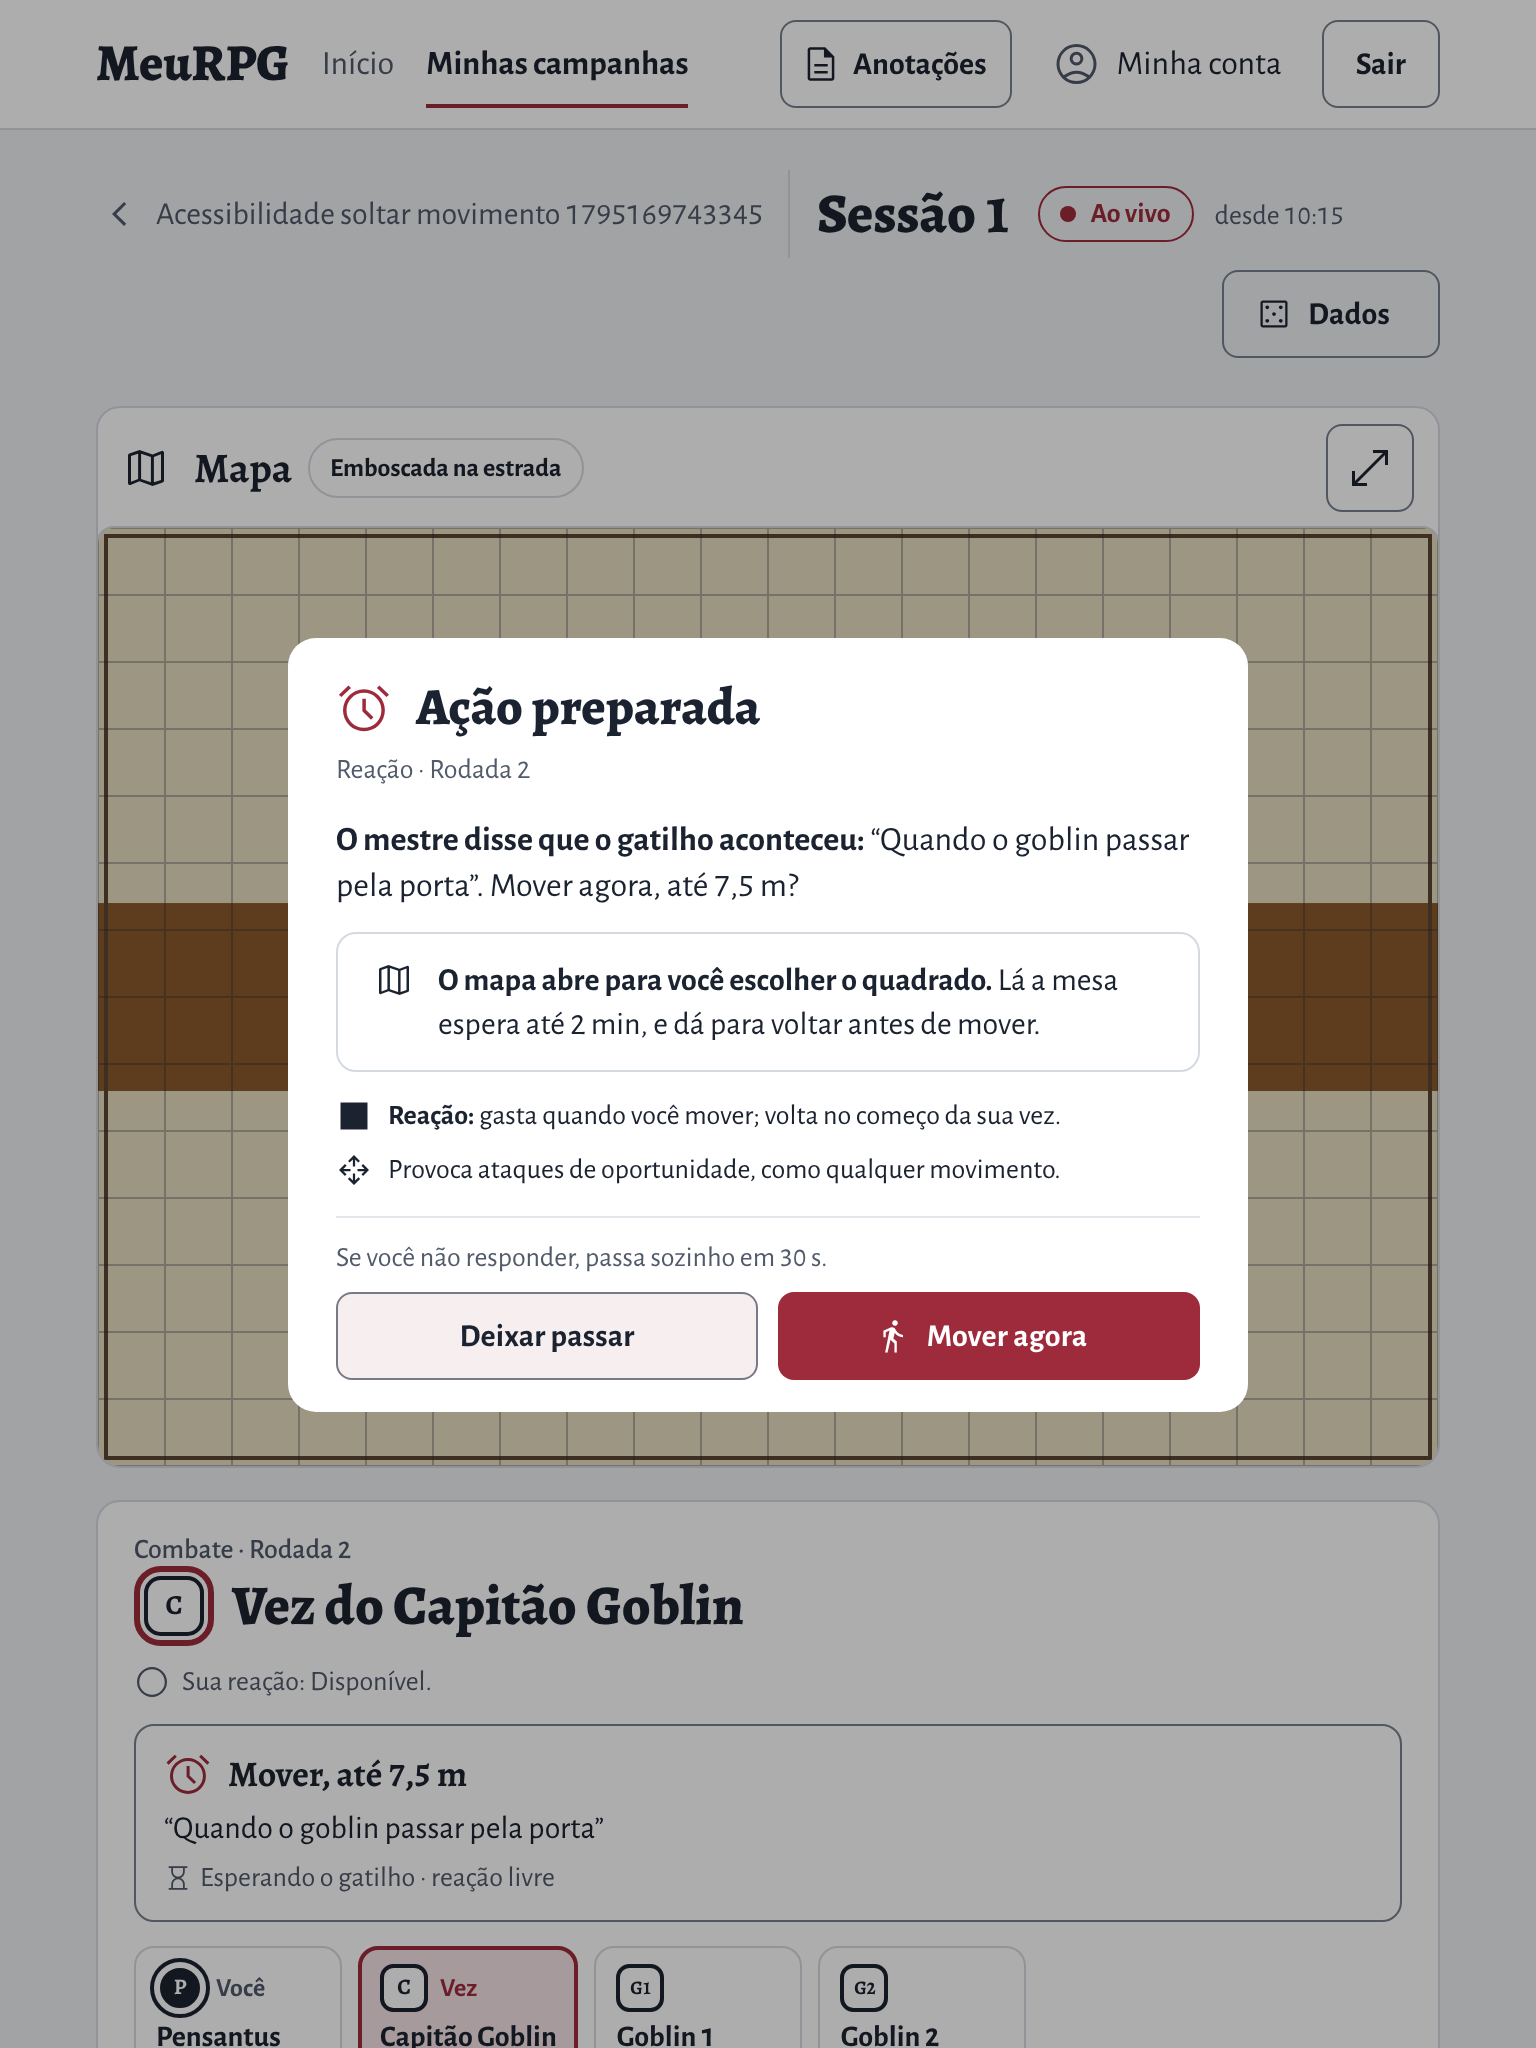 MeuRPG Início Minhas campanhas Anotações Minha conta Sair
Acessibilidade soltar movimento 1795169743345 Sessão 1 Ao vivo desde 10:15
Dados
Mapa Emboscada na estrada
Ação preparada
Reação · Rodada 2
O mestre disse que o gatilho aconteceu: “Quando o goblin passar
pela porta”. Mover agora, até 7,5 m?
O mapa abre para você escolher o quadrado. Lá a mesa
espera até 2 min, e dá para voltar antes de mover.
Reação: gasta quando você mover; volta no começo da sua vez.
Provoca ataques de oportunidade, como qualquer movimento.
Se você não responder, passa sozinho em 30 s.
Deixar passar Mover agora
Combate · Rodada 2
C Vez do Capitão Goblin
Sua reação: Disponível.
Mover, até 7,5 m
“Quando o goblin passar pela porta”
Esperando o gatilho · reação livre
P Você C Vez G1 G2
Pensantus Capitão Goblin Goblin 1 Goblin 2